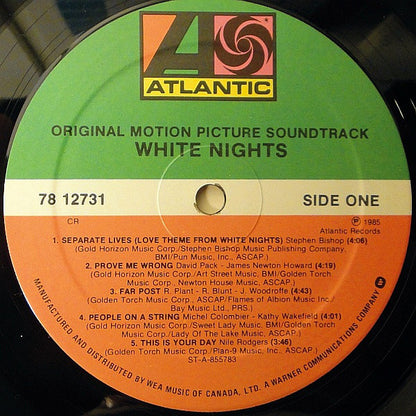 ATLANTIC
ORIGINAL MOTION PICTURE SOUNDTRACK
WHITE NIGHTS
78 12731
SIDE ONE
CR
℗ 1985
Atlantic Records
1. SEPARATE LIVES (LOVE THEME FROM WHITE NIGHTS) Stephen Bishop (4:06)
(Gold Horizon Music Corp./Stephen Bishop Music Publishing Company,
BMI/Pun Music Inc., ASCAP.)
2. PROVE ME WRONG David Pack - James Newton Howard (4:19)
(Gold Horizon Music Corp/Art Street Music, BMI/Golden Torch Music
Corp., Newton House Music, ASCAP.)
3. FAR POST R. Plant - R. Blunt - J. Woodroffe (4:43)
(Golden Torch Music Corp., ASCAP/Flames of Albion Music Inc./
Bay Music Ltd., PRS.)
4. PEOPLE ON A STRING Michel Colombier - Kathy Wakefield (4:01)
(Gold Horizon Music Corp./Sweet Lady Music, BMI/Golden Torch
Music Corp./Lady Of The Lake Music, ASCAP.)
5. THIS IS YOUR DAY Nile Rodgers (3:46)
(Golden Torch Music Corp./Plan-9 Music, Inc., ASCAP.)
ST-A-855783
MANUFACTURED AND DISTRIBUTED BY WEA MUSIC OF CANADA, LTD. A WARNER COMMUNICATIONS COMPANY